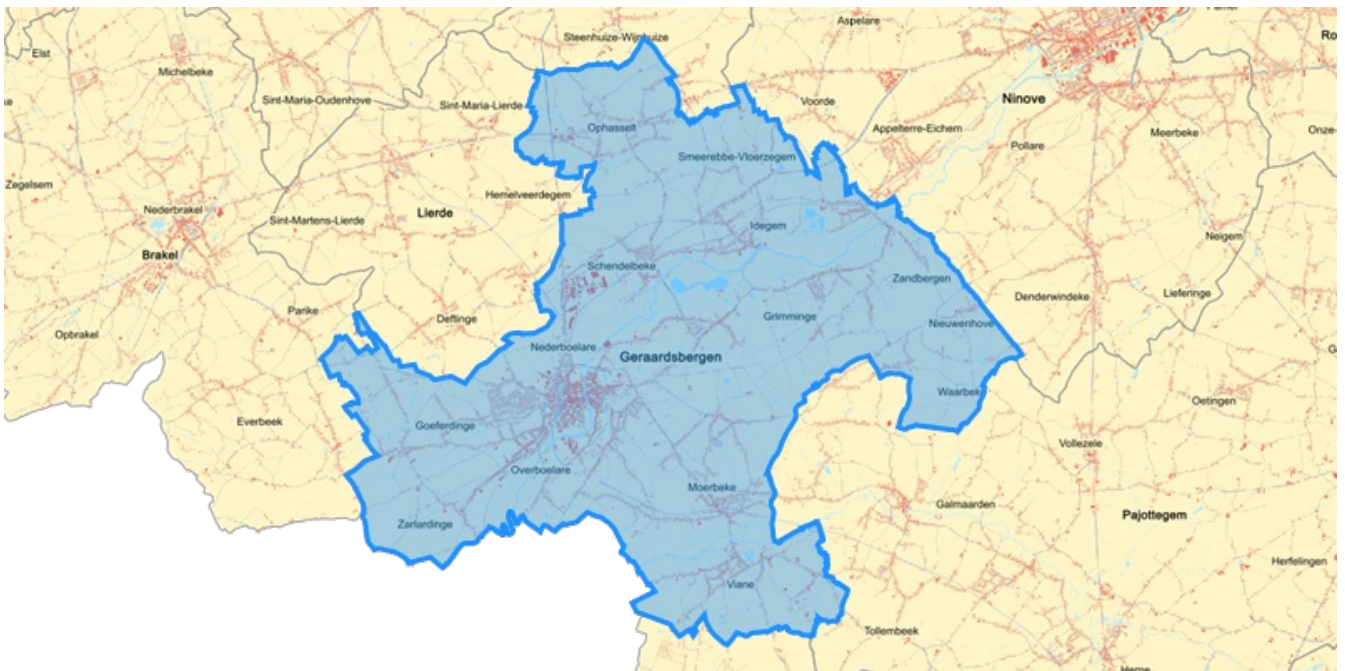 Aspelare
Steenhuize-Wijnhuize
Elst
Michelbeke
Sint-Maria-Oudenhove
Sint-Maria-Lierde
Voorde
Ninove
Ophasselt
Appelterre-Eichem
Meerbeke
Onze-
Pollare
Smeerebbe-Vloerzegem
Zegelsem
Hemelveerdegem
Nederbrakel
Lierde
Sint-Martens-Lierde
Idegem
Neigem
Brakel
Schendelbeke
Zandbergen
Denderwindeke
Lieferinge
Parike
Deftinge
Grimminge
Nieuwenhove
Opbrakel
Nederboelare
Geraardsbergen
Waarbeke
Oetingen
Everbeek
Goeferdinge
Vollezele
Overboelare
Moerbeke
Galmaarden
Pajottegem
Zarlardinge
Herfelingen
Viane
Tollembeek